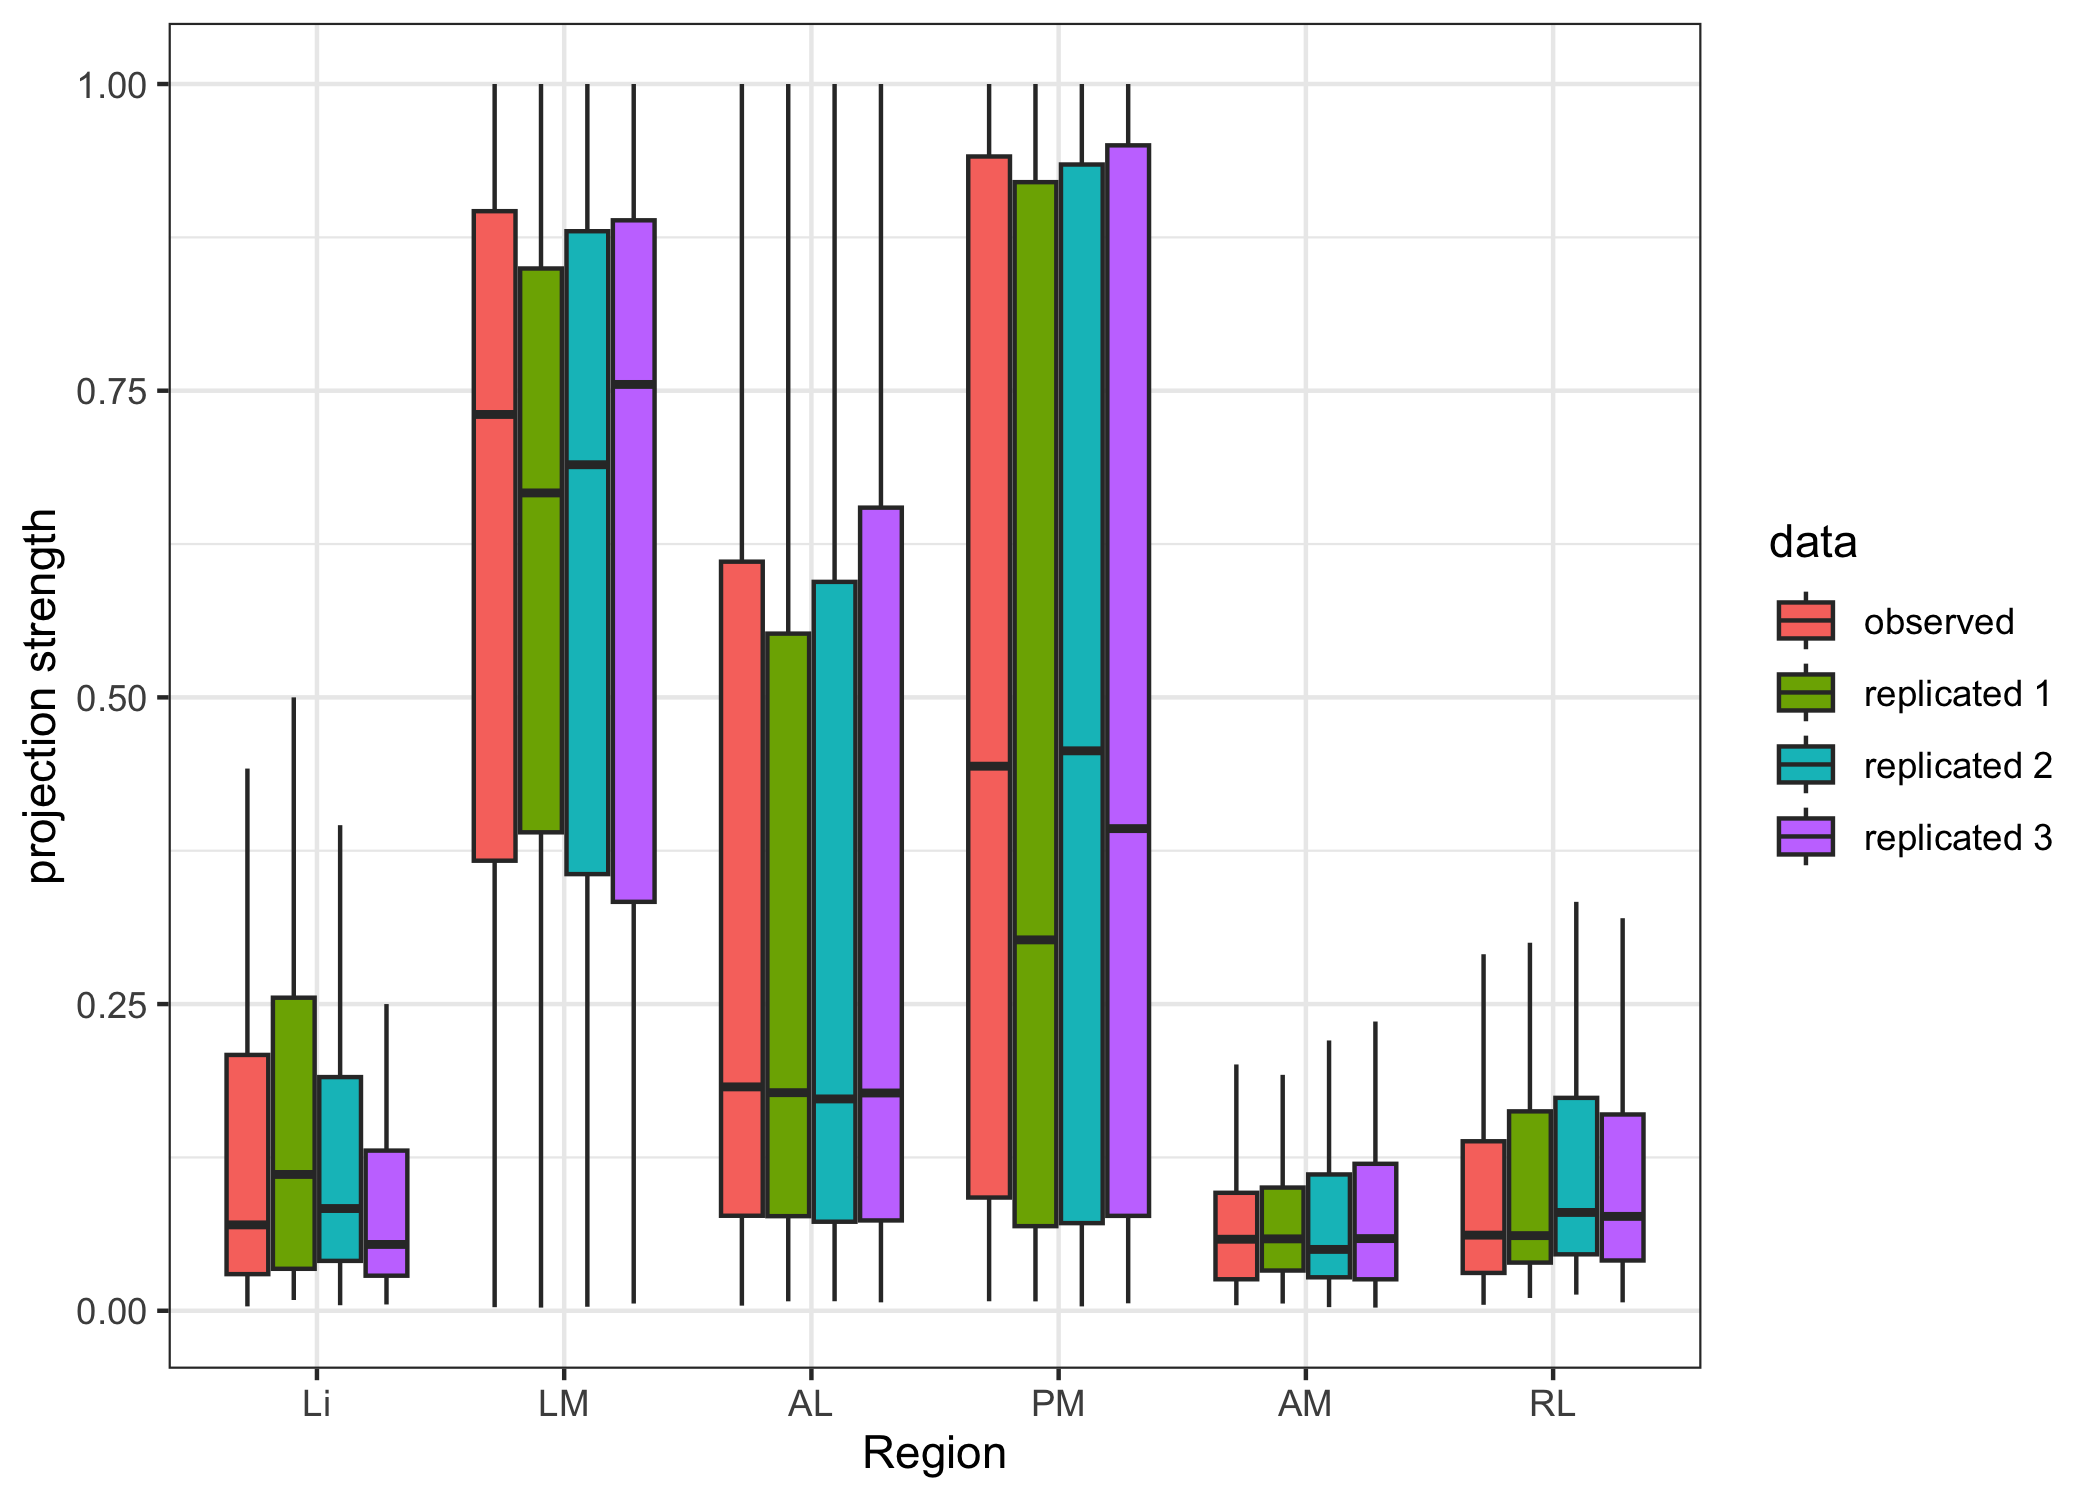 1.00
0.75
0.50
0.25
0.00
projection strength
Li LM AL PM AM RL
Region
data
observed
replicated 1
replicated 2
replicated 3